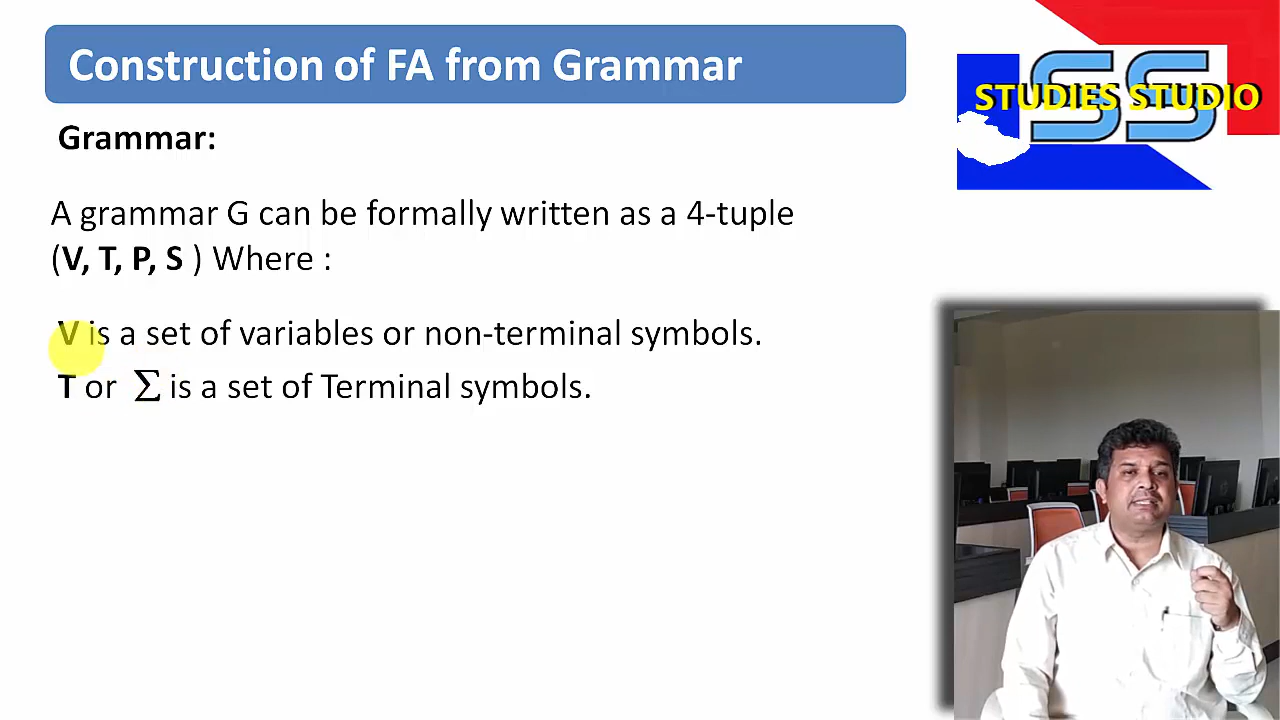 Construction of FA from Grammar
SS
STUDIES STUDIO
Grammar:
A grammar G can be formally written as a 4-tuple
(V, T, P, S ) Where :
V is a set of variables or non-terminal symbols.
T or Σ is a set of Terminal symbols.